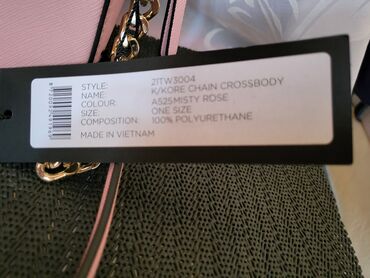 STYLE: 21TW3004
NAME: K/KORE CHAIN CROSSBODY
COLOUR: A525MISTY ROSE
SIZE: ONE SIZE
COMPOSITION: 100% POLYURETHANE
MADE IN VIETNAM